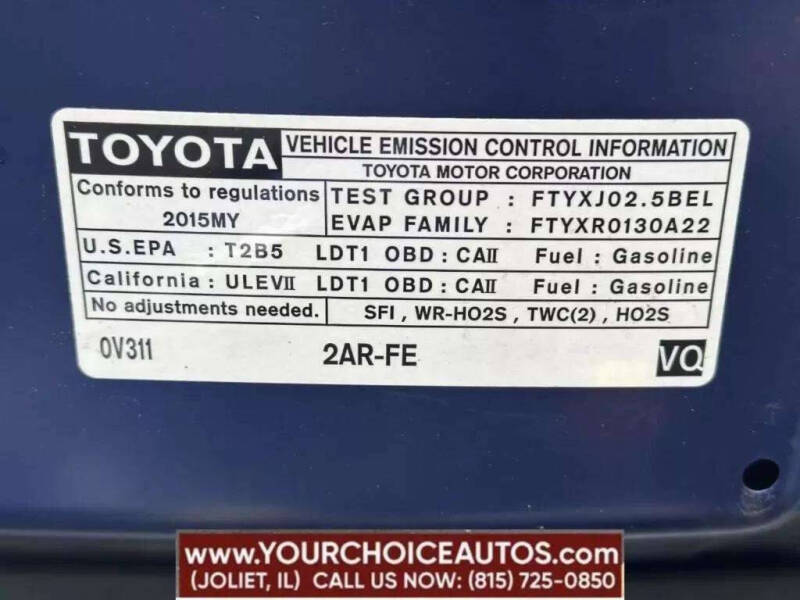 TOYOTA VEHICLE EMISSION CONTROL INFORMATION
TOYOTA MOTOR CORPORATION
Conforms to regulations
2015MY
TEST GROUP : FTYXJ02.5BEL
EVAP FAMILY : FTYXR0130A22
U.S.EPA : T2B5 LDT1 OBD : CAII Fuel : Gasoline
California : ULEVII LDT1 OBD : CAII Fuel : Gasoline
No adjustments needed. SFI , WR-HO2S , TWC(2) , HO2S
0V311 2AR-FE VQ
www.YOURCHOICEAUTOS.com
(JOLIET, IL) CALL US NOW: (815) 725-0850